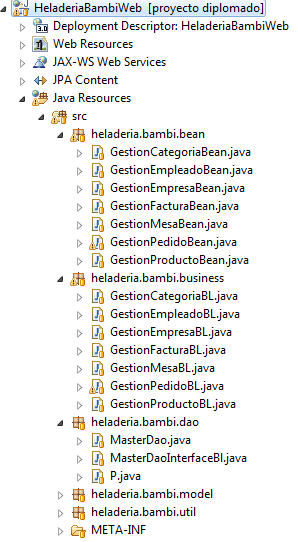 HeladeriaBambiWeb [proyecto diplomado]
Deployment Descriptor: HeladeriaBambiWeb
Web Resources
JAX-WS Web Services
JPA Content
Java Resources
src
heladeria.bambi.bean
GestionCategoriaBean.java
GestionEmpleadoBean.java
GestionEmpresaBean.java
GestionFacturaBean.java
GestionMesaBean.java
GestionPedidoBean.java
GestionProductoBean.java
heladeria.bambi.business
GestionCategoriaBL.java
GestionEmpleadoBL.java
GestionEmpresaBL.java
GestionFacturaBL.java
GestionMesaBL.java
GestionPedidoBL.java
GestionProductoBL.java
heladeria.bambi.dao
MasterDao.java
MasterDaoInterfaceBl.java
P.java
heladeria.bambi.model
heladeria.bambi.util
META-INF